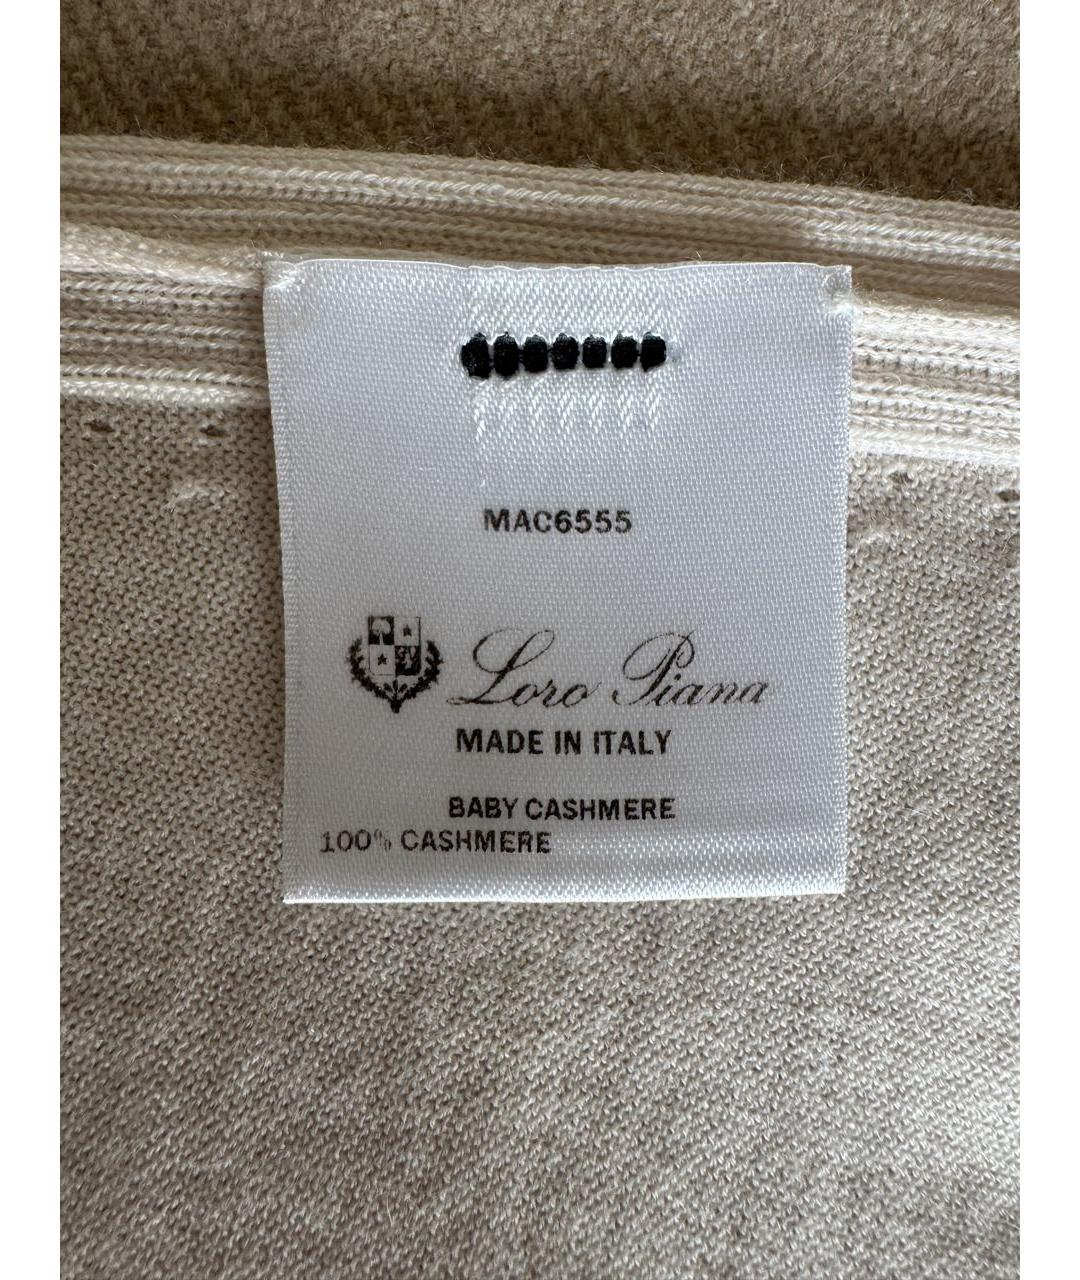 MAC6555
Loro Piana
MADE IN ITALY
BABY CASHMERE
100% CASHMERE